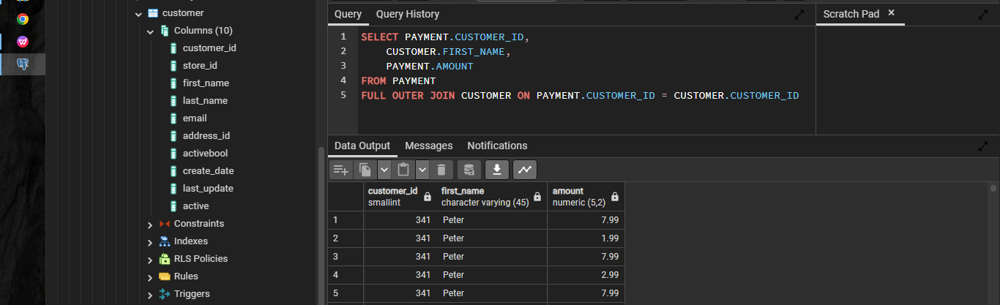 customer
Columns (10)
customer_id
store_id
first_name
last_name
email
address_id
activebool
create_date
last_update
active
Constraints
Indexes
RLS Policies
Rules
Triggers
Query Query History
1 SELECT PAYMENT.CUSTOMER_ID,
2 CUSTOMER.FIRST_NAME,
3 PAYMENT.AMOUNT
4 FROM PAYMENT
5 FULL OUTER JOIN CUSTOMER ON PAYMENT.CUSTOMER_ID = CUSTOMER.CUSTOMER_ID
Scratch Pad ×
Data Output Messages Notifications
customer_id first_name amount
smallint character varying (45) numeric (5,2)
1 341 Peter 7.99
2 341 Peter 1.99
3 341 Peter 7.99
4 341 Peter 2.99
5 341 Peter 7.99